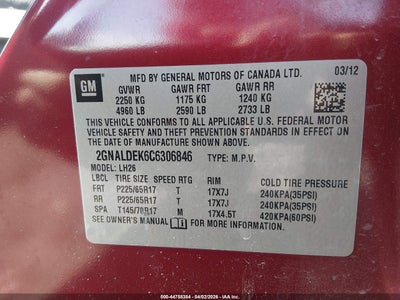 GM
MFD BY GENERAL MOTORS OF CANADA LTD.
03/12
GVWR GAWR FRT GAWR RR
2250 KG 1175 KG 1240 KG
4960 LB 2590 LB 2733 LB
THIS VEHICLE CONFORMS TO ALL APPLICABLE U.S. FEDERAL MOTOR
VEHICLE SAFETY, BUMPER, AND THEFT PREVENTION STANDARDS IN EFFECT ON THE
DATE OF MANUFACTURE SHOWN ABOVE.
2GNALDEK6C6306846 TYPE: M.P.V.
MODEL: LH26
LBCL TIRE SIZE SPEED RTG RIM COLD TIRE PRESSURE
FRT P225/65R17 T 17X7J 240KPA(35PSI)
RR P225/65R17 T 17X7J 240KPA(35PSI)
SPA T145/70R17 M 17X4.5T 420KPA(60PSI)
SEE OWNER'S MANUAL FOR MORE INFORMATION.
© IAA 000-44758384 - 04/02/2026 -